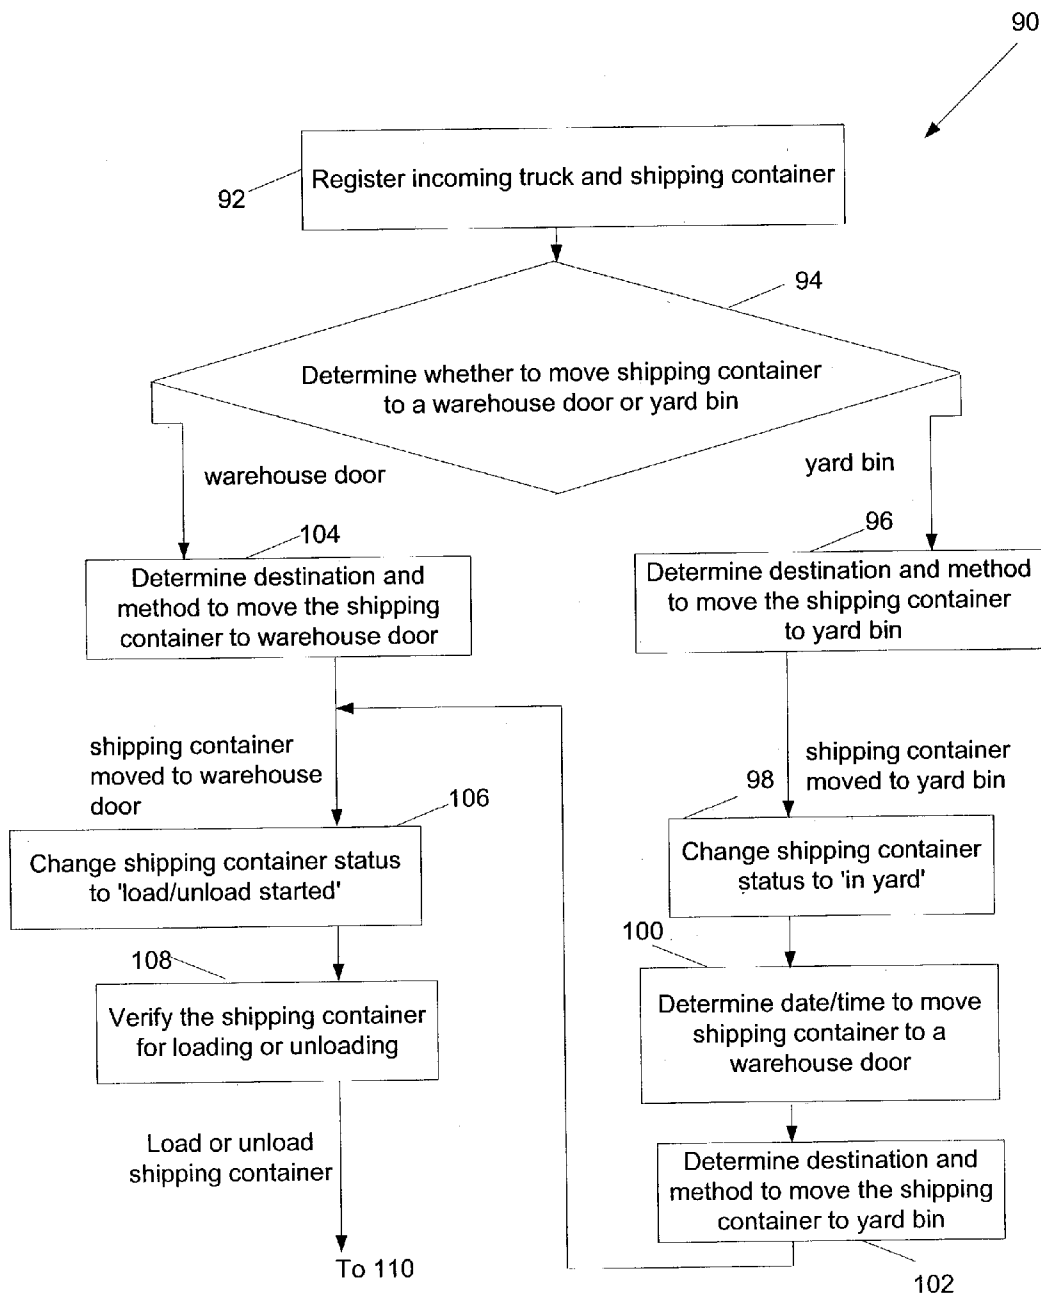 90
Register incoming truck and shipping container
92
94
Determine whether to move shipping container
to a warehouse door or yard bin
warehouse door
yard bin
104
Determine destination and
method to move the shipping
container to warehouse door
96
Determine destination and method
to move the shipping container
to yard bin
shipping container
moved to warehouse
door
shipping container
moved to yard bin
106
Change shipping container status
to 'load/unload started'
98
Change shipping container
status to 'in yard'
108
Verify the shipping container
for loading or unloading
100
Determine date/time to move
shipping container to a
warehouse door
Load or unload
shipping container
To 110
Determine destination and
method to move the shipping
container to yard bin
102